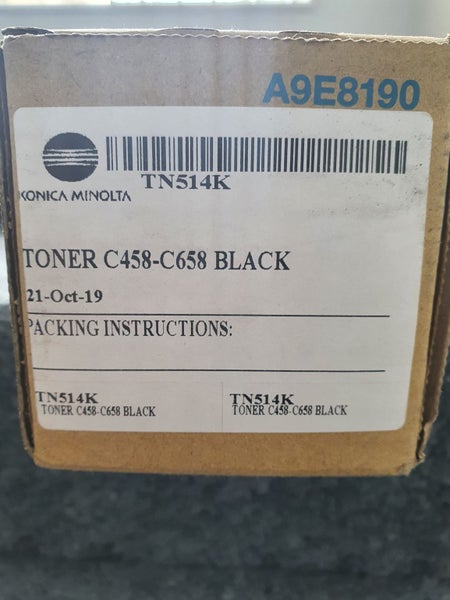 A9E8190
TN514K
KONICA MINOLTA
TONER C458-C658 BLACK
21-Oct-19
PACKING INSTRUCTIONS:
TN514K
TONER C458-C658 BLACK
TN514K
TONER C458-C658 BLACK